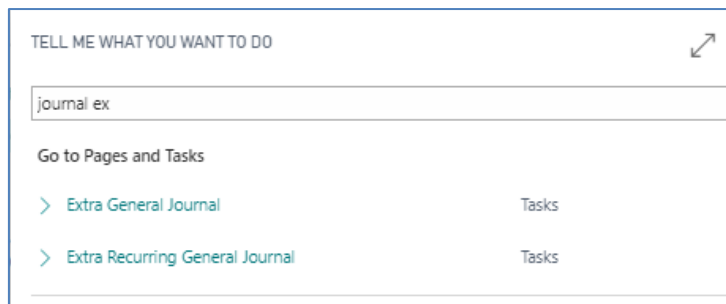 TELL ME WHAT YOU WANT TO DO
journal ex
Go to Pages and Tasks
Extra General Journal Tasks
Extra Recurring General Journal Tasks